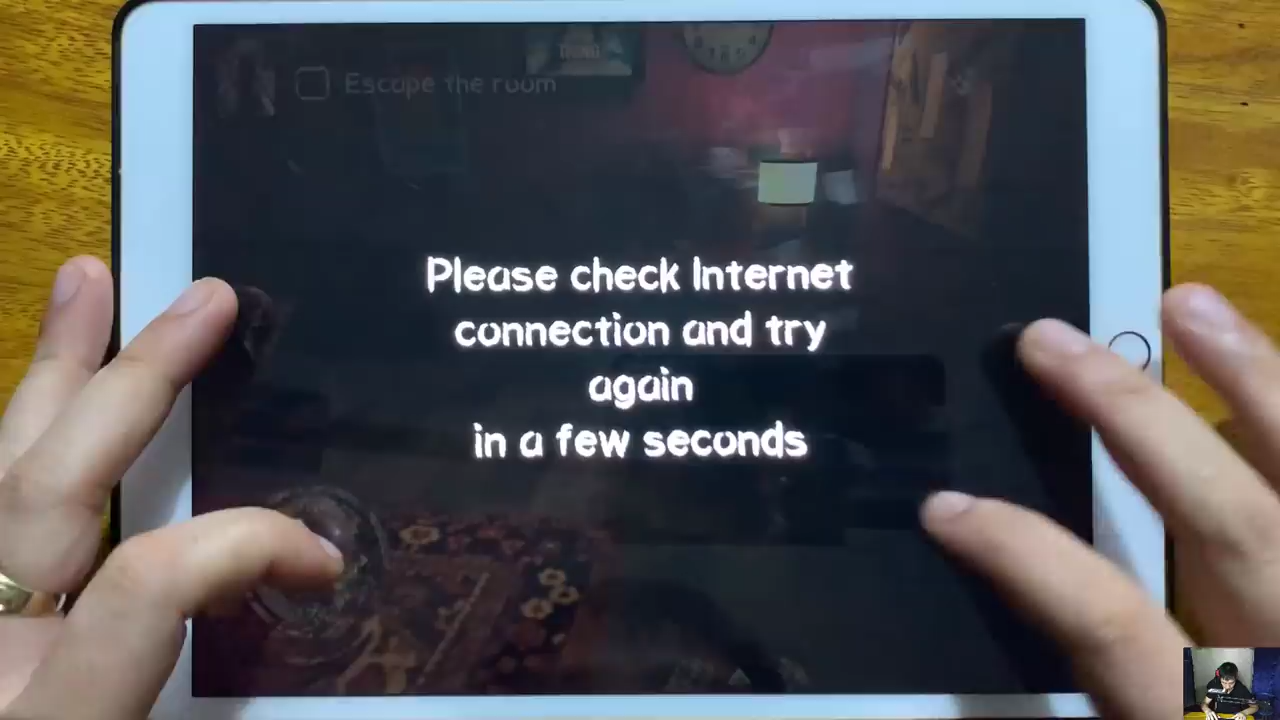 Escape the room
Please check Internet
connection and try
again
in a few seconds